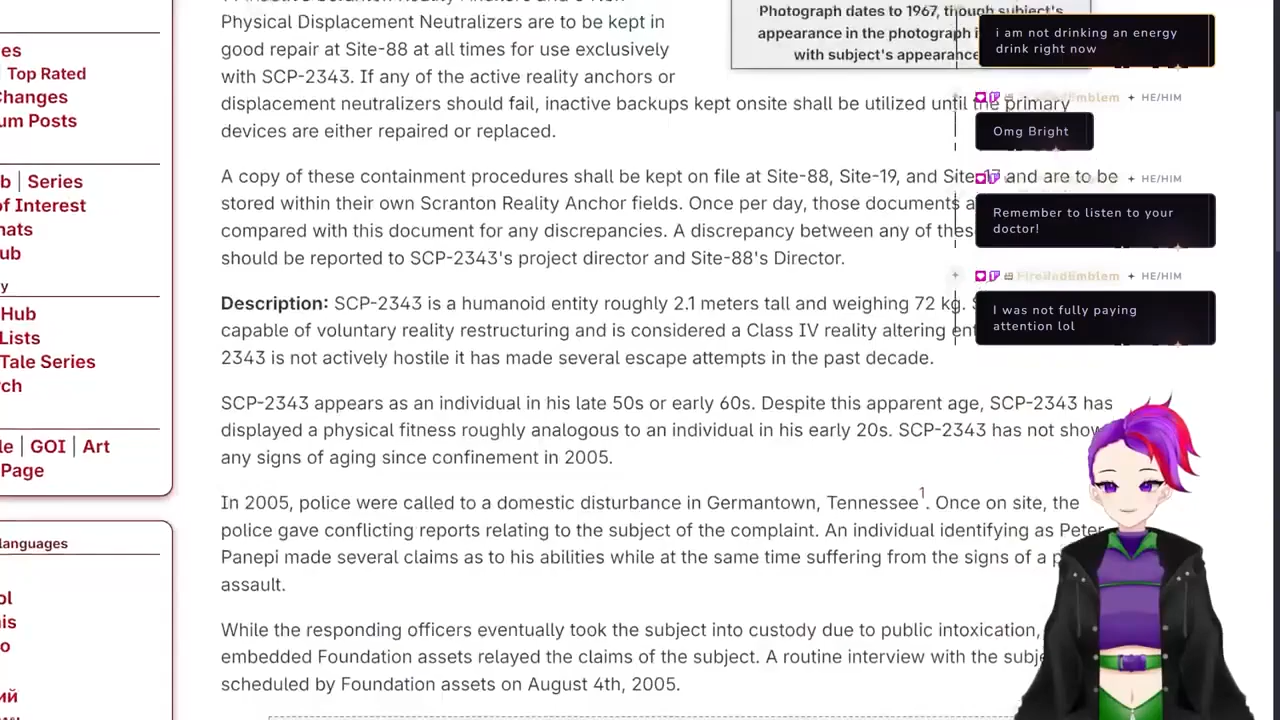 Physical Displacement Neutralizers are to be kept in
good repair at Site-88 at all times for use exclusively
with SCP-2343. If any of the active reality anchors or
displacement neutralizers should fail, inactive backups kept onsite shall be utilized until the primary
devices are either repaired or replaced.
A copy of these containment procedures shall be kept on file at Site-88, Site-19, and Site-17 and are to be
stored within their own Scranton Reality Anchor fields. Once per day, those documents
compared with this document for any discrepancies. A discrepancy between any of
should be reported to SCP-2343's project director and Site-88's Director.
Description: SCP-2343 is a humanoid entity roughly 2.1 meters tall and weighing 72 kg.
capable of voluntary reality restructuring and is considered a Class IV reality altering
2343 is not actively hostile it has made several escape attempts in the past decade.
SCP-2343 appears as an individual in his late 50s or early 60s. Despite this apparent age, SCP-2343 has
displayed a physical fitness roughly analogous to an individual in his early 20s. SCP-2343 has not
any signs of aging since confinement in 2005.
In 2005, police were called to a domestic disturbance in Germantown, Tennessee1. Once on site, the
police gave conflicting reports relating to the subject of the complaint. An individual identifying as Peter
Panepi made several claims as to his abilities while at the same time suffering from the signs of a
assault.
While the responding officers eventually took the subject into custody due to public intoxication,
embedded Foundation assets relayed the claims of the subject. A routine interview with the
scheduled by Foundation assets on August 4th, 2005.
Photograph dates to 1967, though subject's
appearance in the photograph
with subject's appearance
es
| Top Rated
Changes
um Posts
b | Series
of Interest
mats
ub
y
Hub
Lists
Tale Series
rch
le | GOI | Art
Page
languages
ol
is
o
ий
i am not drinking an energy
drink right now
Emblem + HE/HIM
Omg Bright
HE/HIM
Remember to listen to your
doctor!
FireRedEmblem + HE/HIM
I was not fully paying
attention lol